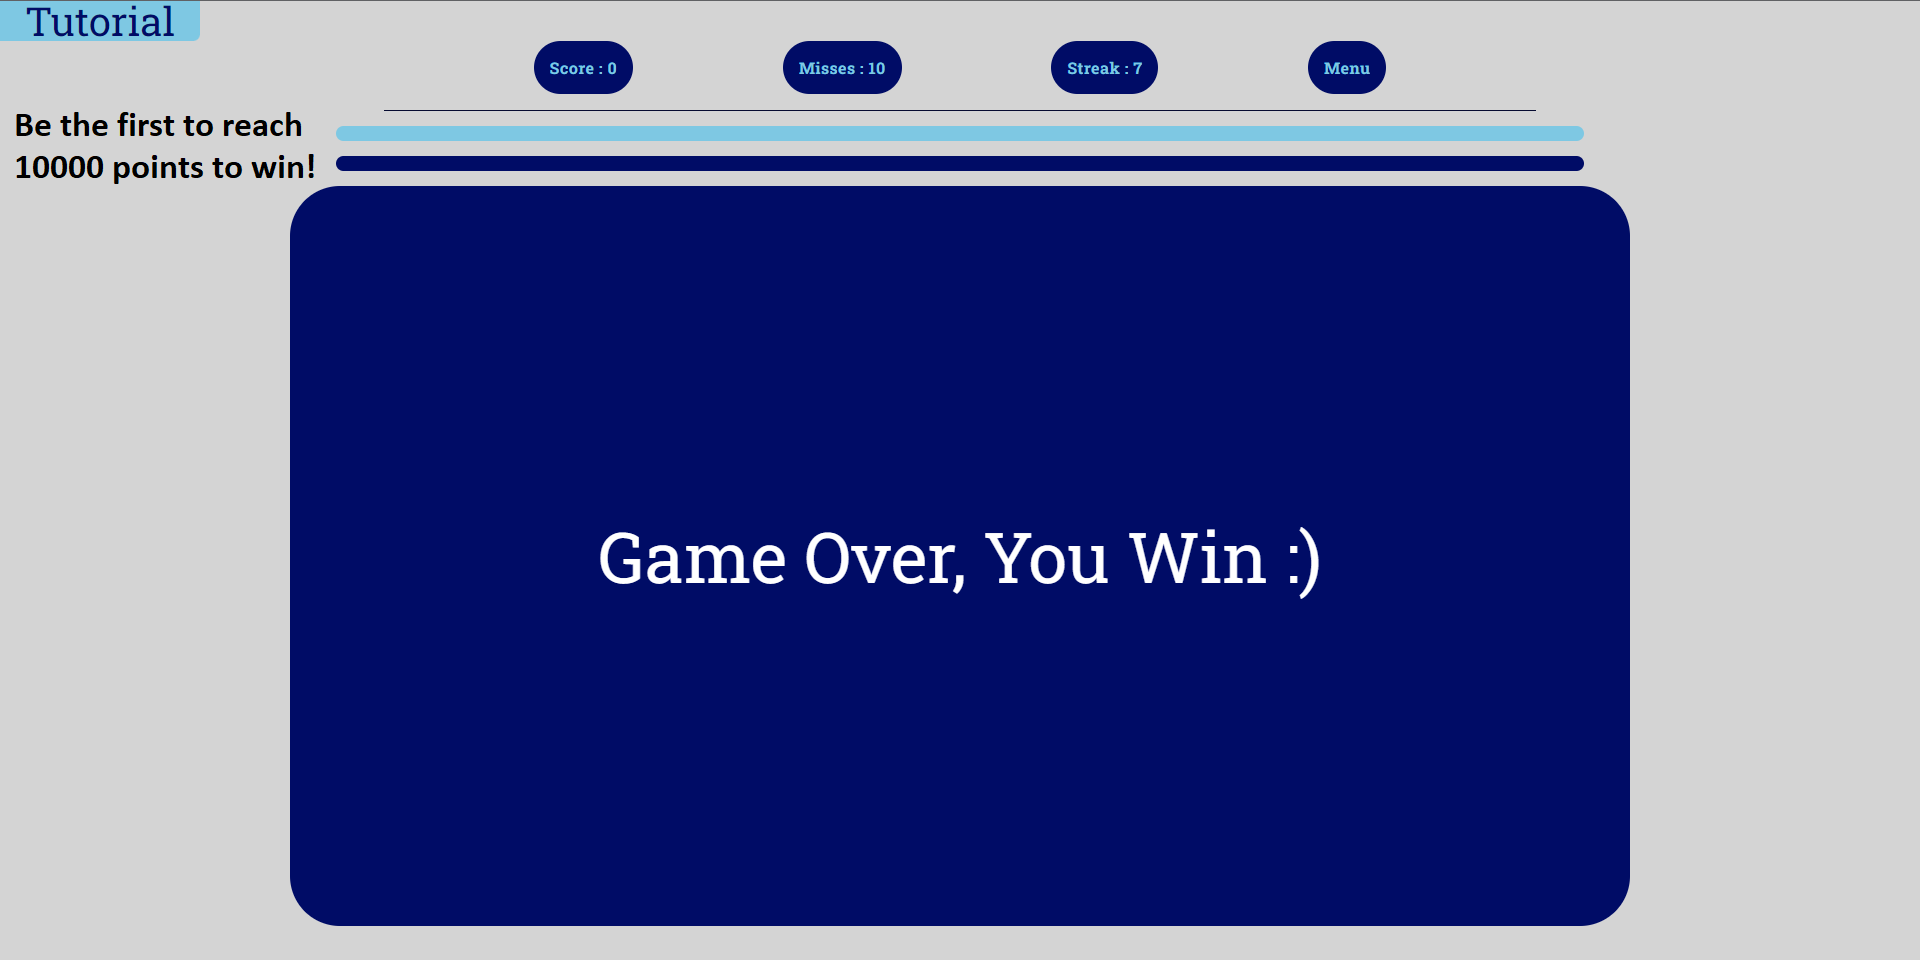 Tutorial
Score : 0
Misses : 10
Streak : 7
Menu
Be the first to reach
10000 points to win!
Game Over, You Win :)